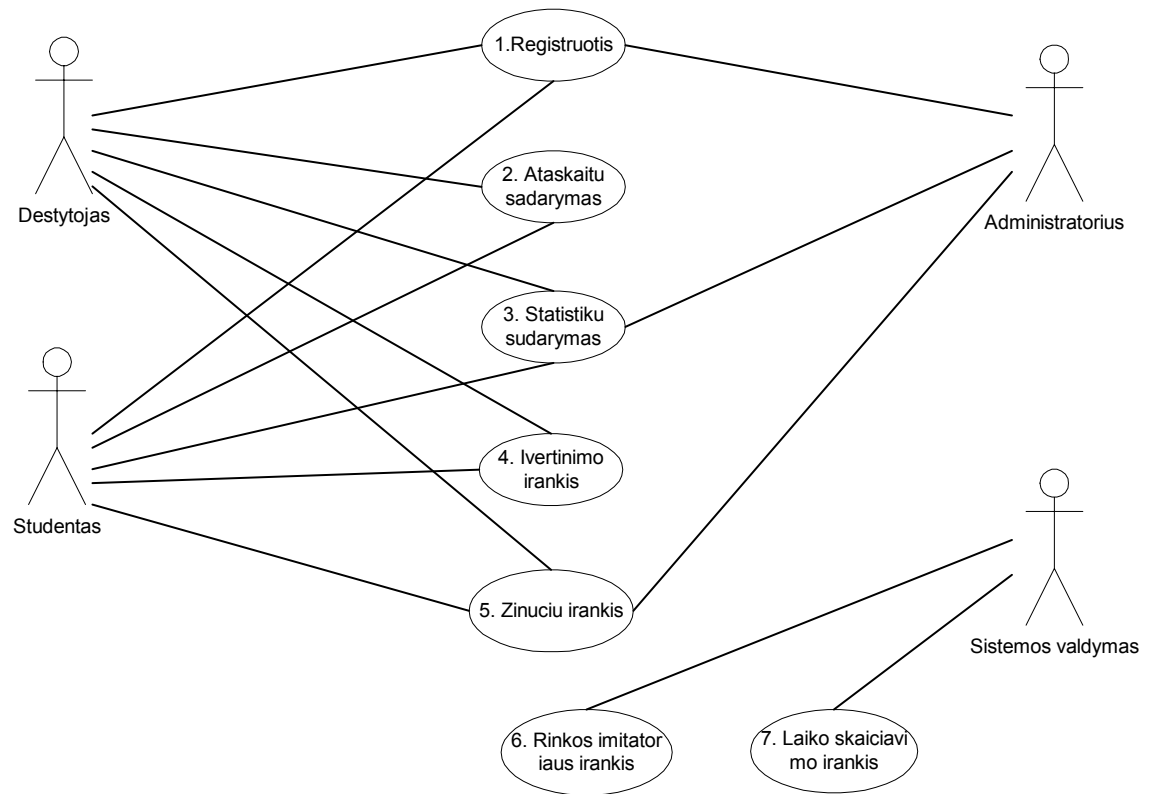 1.Registruotis
2. Ataskaitu
sadarymas
Destytojas
Administratorius
3. Statistiku
sudarymas
4. Ivertinimo
irankis
Studentas
5. Zinuciu irankis
Sistemos valdymas
6. Rinkos imitator
iaus irankis
7. Laiko skaiciavi
mo irankis